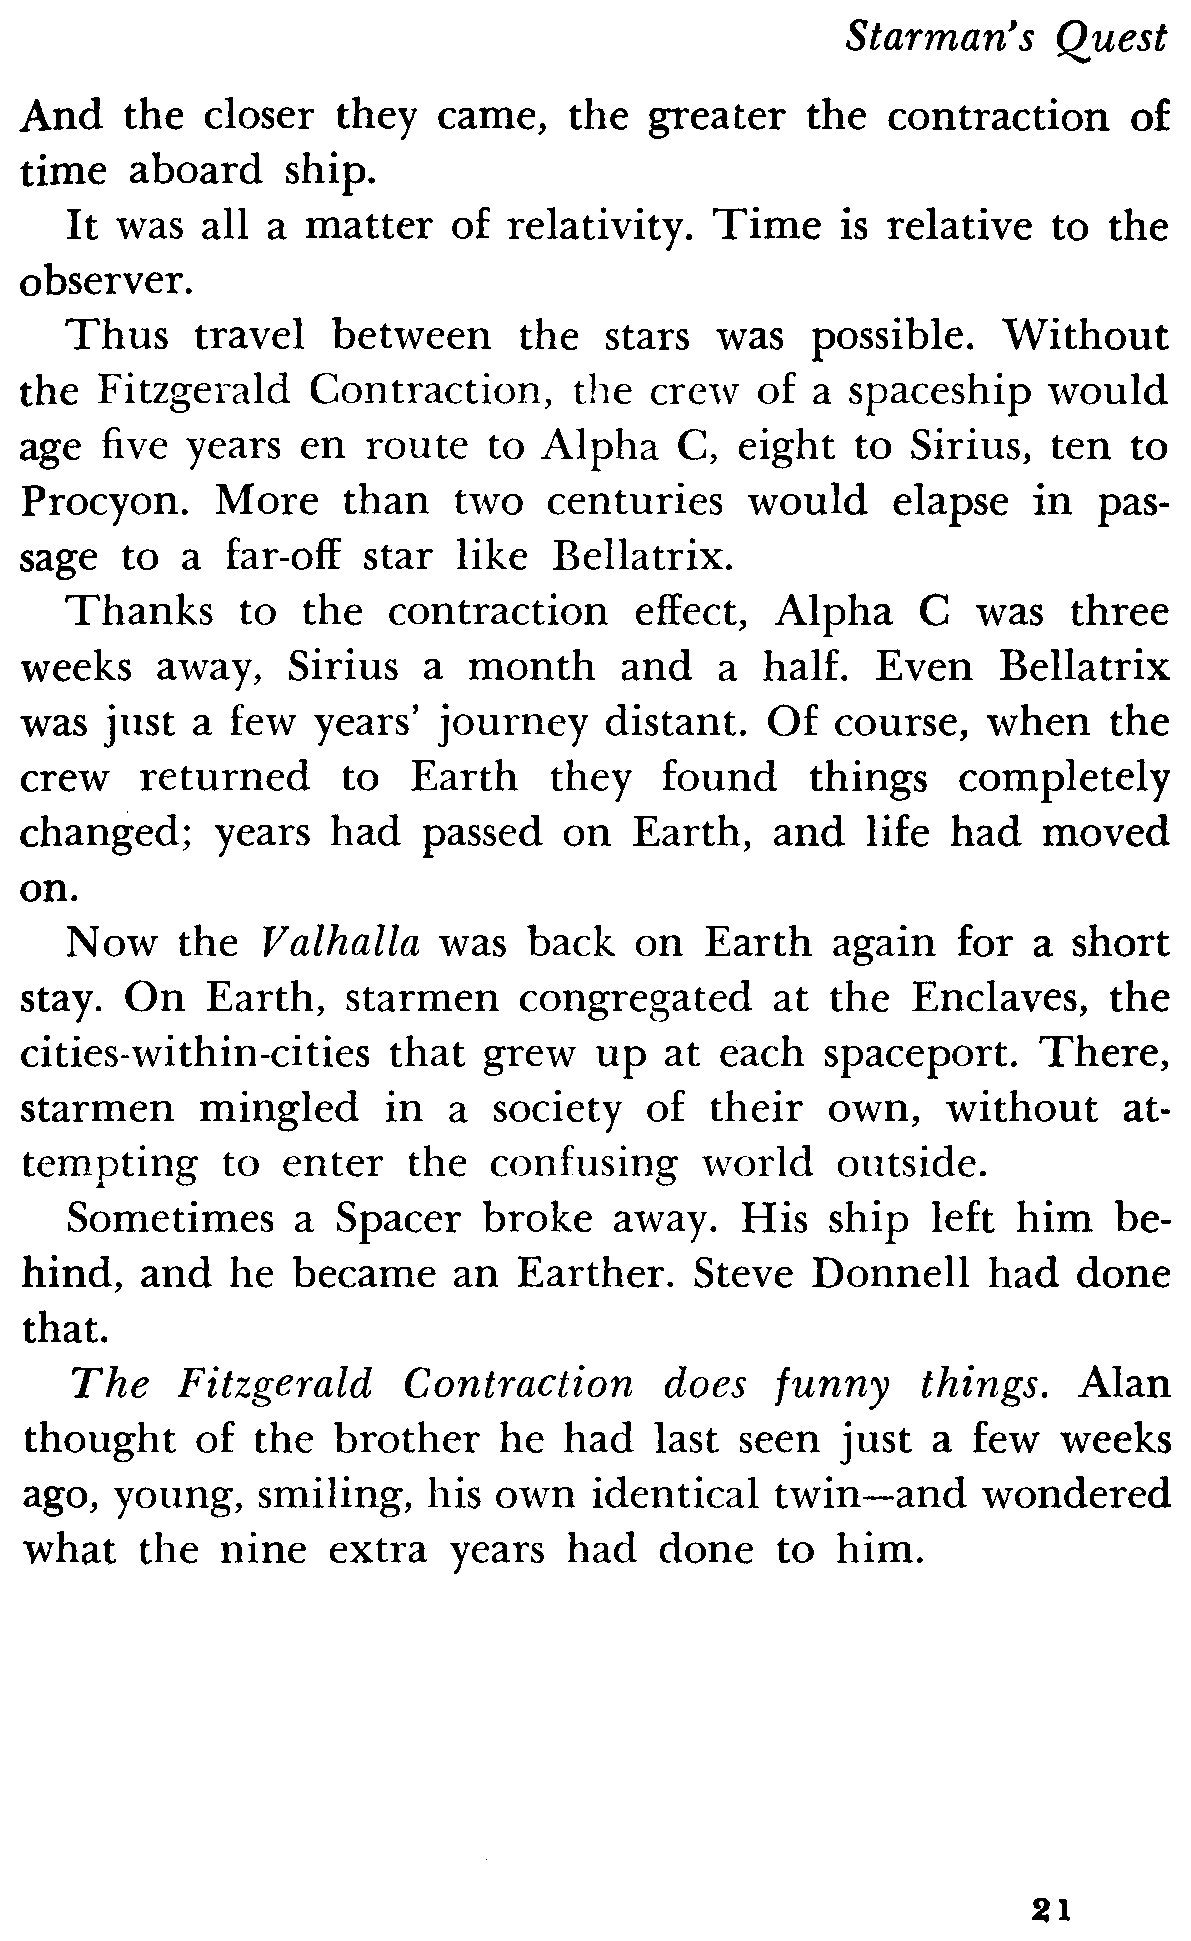 Starman's Quest
And the closer they came, the greater the contraction of
time aboard ship.
It was all a matter of relativity. Time is relative to the
observer.
Thus travel between the stars was possible. Without
the Fitzgerald Contraction, the crew of a spaceship would
age five years en route to Alpha C, eight to Sirius, ten to
Procyon. More than two centuries would elapse in pas-
sage to a far-off star like Bellatrix.
Thanks to the contraction effect, Alpha C was three
weeks away, Sirius a month and a half. Even Bellatrix
was just a few years' journey distant. Of course, when the
crew returned to Earth they found things completely
changed; years had passed on Earth, and life had moved
on.
Now the Valhalla was back on Earth again for a short
stay. On Earth, starmen congregated at the Enclaves, the
cities-within-cities that grew up at each spaceport. There,
starmen mingled in a society of their own, without at-
tempting to enter the confusing world outside.
Sometimes a Spacer broke away. His ship left him be-
hind, and he became an Earther. Steve Donnell had done
that.
The Fitzgerald Contraction does funny things. Alan
thought of the brother he had last seen just a few weeks
ago, young, smiling, his own identical twin—and wondered
what the nine extra years had done to him.
21